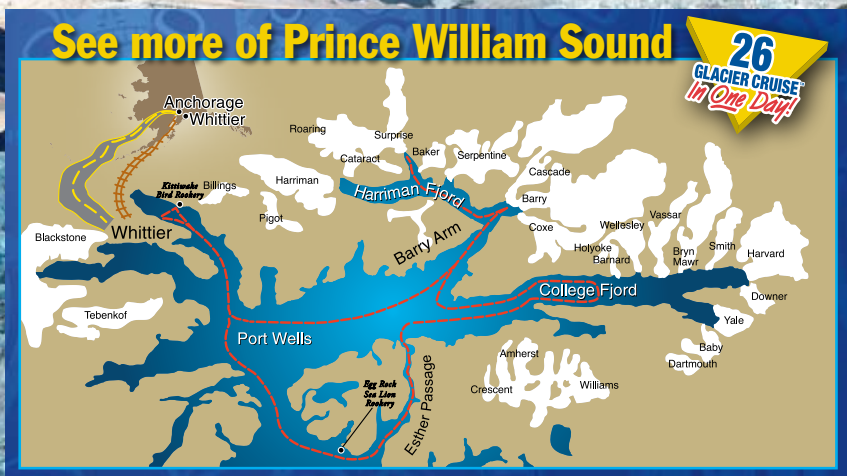 See more of Prince William Sound
26
GLACIER CRUISE™
In One Day!
Anchorage
Whittier
Roaring
Surprise
Cataract
Baker
Serpentine
Cascade
Kittiwake
Bird Rookery
Billings
Harriman
Harriman Fjord
Barry
Pigot
Vassar
Wellesley
Coxe
Blackstone
Whittier
Barry Arm
Holyoke
Barnard
Bryn
Mawr
Smith
Harvard
College Fjord
Downer
Tebenkof
Yale
Port Wells
Baby
Dartmouth
Amherst
Egg Rock
Sea Lion
Rookery
Crescent
Williams
Esther Passage